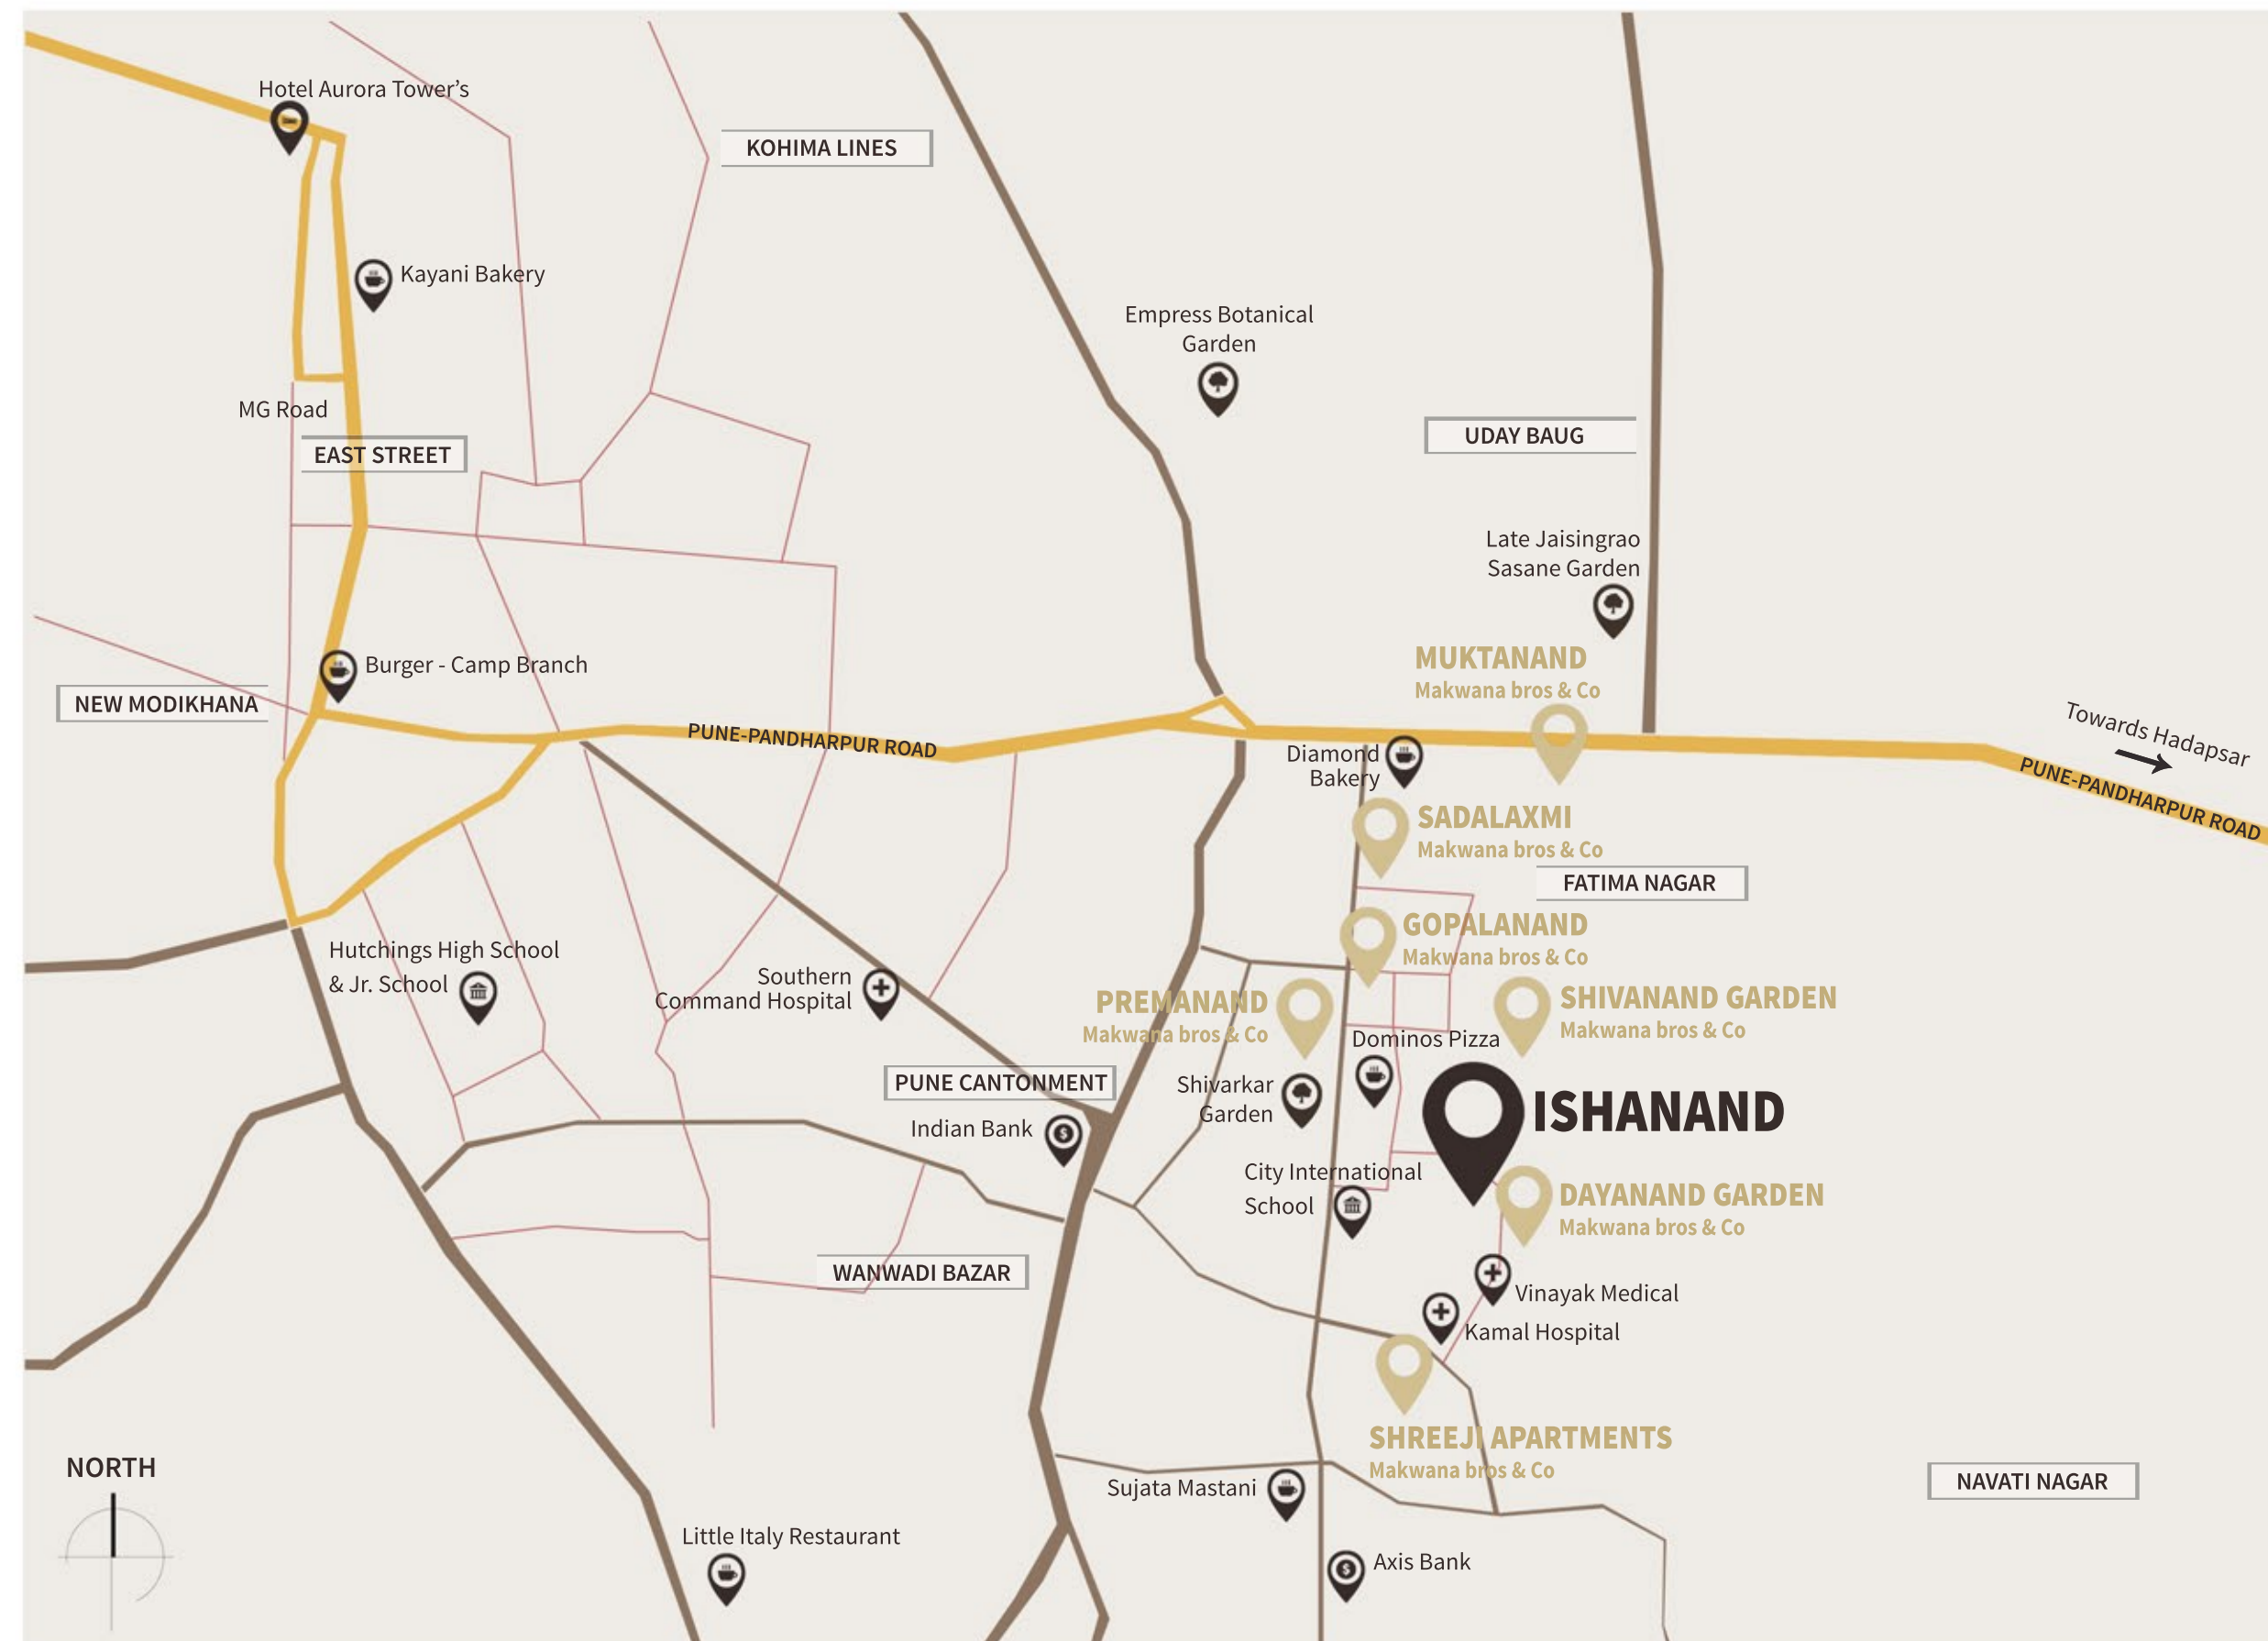 Hotel Aurora Tower’s
KOHIMA LINES
Kayani Bakery
Empress Botanical
Garden
MG Road
EAST STREET
UDAY BAUG
Late Jaisingrao
Sasane Garden
Burger - Camp Branch
NEW MODIKHANA
MUKTANAND
Makwana bros & Co
PUNE-PANDHARPUR ROAD
Diamond
Bakery
Towards Hadapsar
PUNE-PANDHARPUR ROAD
SADALAXMI
Makwana bros & Co
FATIMA NAGAR
GOPALANAND
Makwana bros & Co
Hutchings High School
& Jr. School
Southern
Command Hospital
PREMANAND
Makwana bros & Co
SHIVANAND GARDEN
Makwana bros & Co
Dominos Pizza
PUNE CANTONMENT
Shivarkar
Garden
ISHANAND
Indian Bank
City International
School
DAYANAND GARDEN
Makwana bros & Co
WANWADI BAZAR
Vinayak Medical
Kamal Hospital
SHREEJI APARTMENTS
Makwana bros & Co
NORTH
Sujata Mastani
NAVATI NAGAR
Little Italy Restaurant
Axis Bank